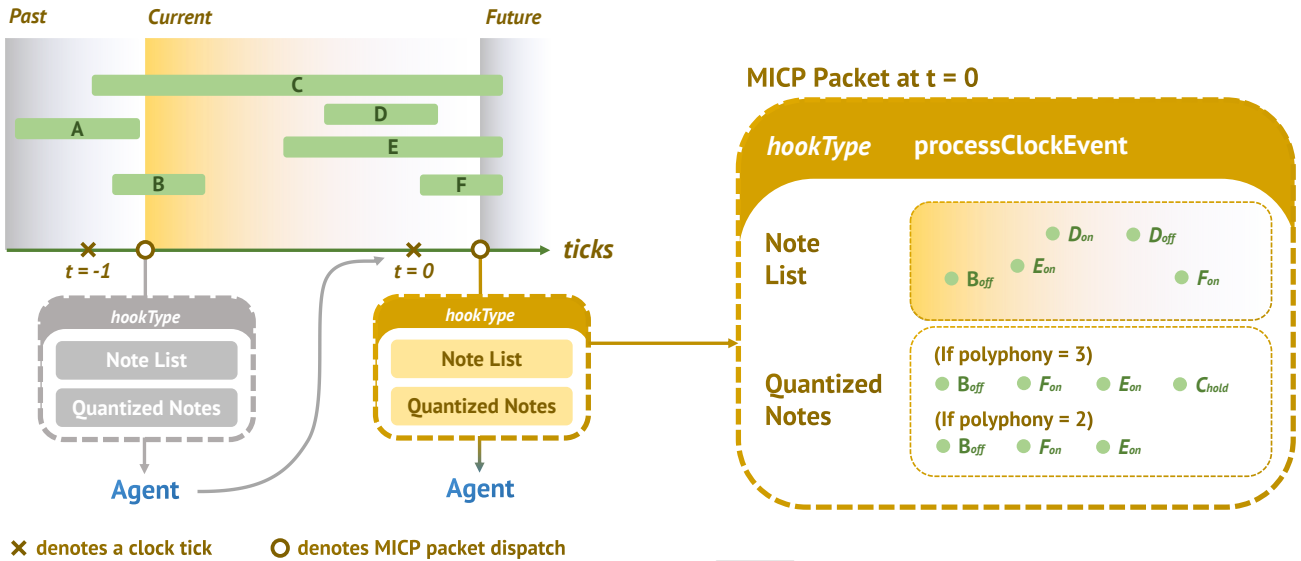 Past
Current
Future
C
D
A
E
B
F
ticks
t = -1
t = 0
hookType
Note List
Quantized Notes
Agent
hookType
Note List
Quantized Notes
Agent
denotes a clock tick
denotes MICP packet dispatch
MICP Packet at t = 0
hookType processClockEvent
Note
List
Don
Doff
Eon
Boff
Fon
Quantized
Notes
(If polyphony = 3)
Boff Fon Eon Chold
(If polyphony = 2)
Boff Fon Eon